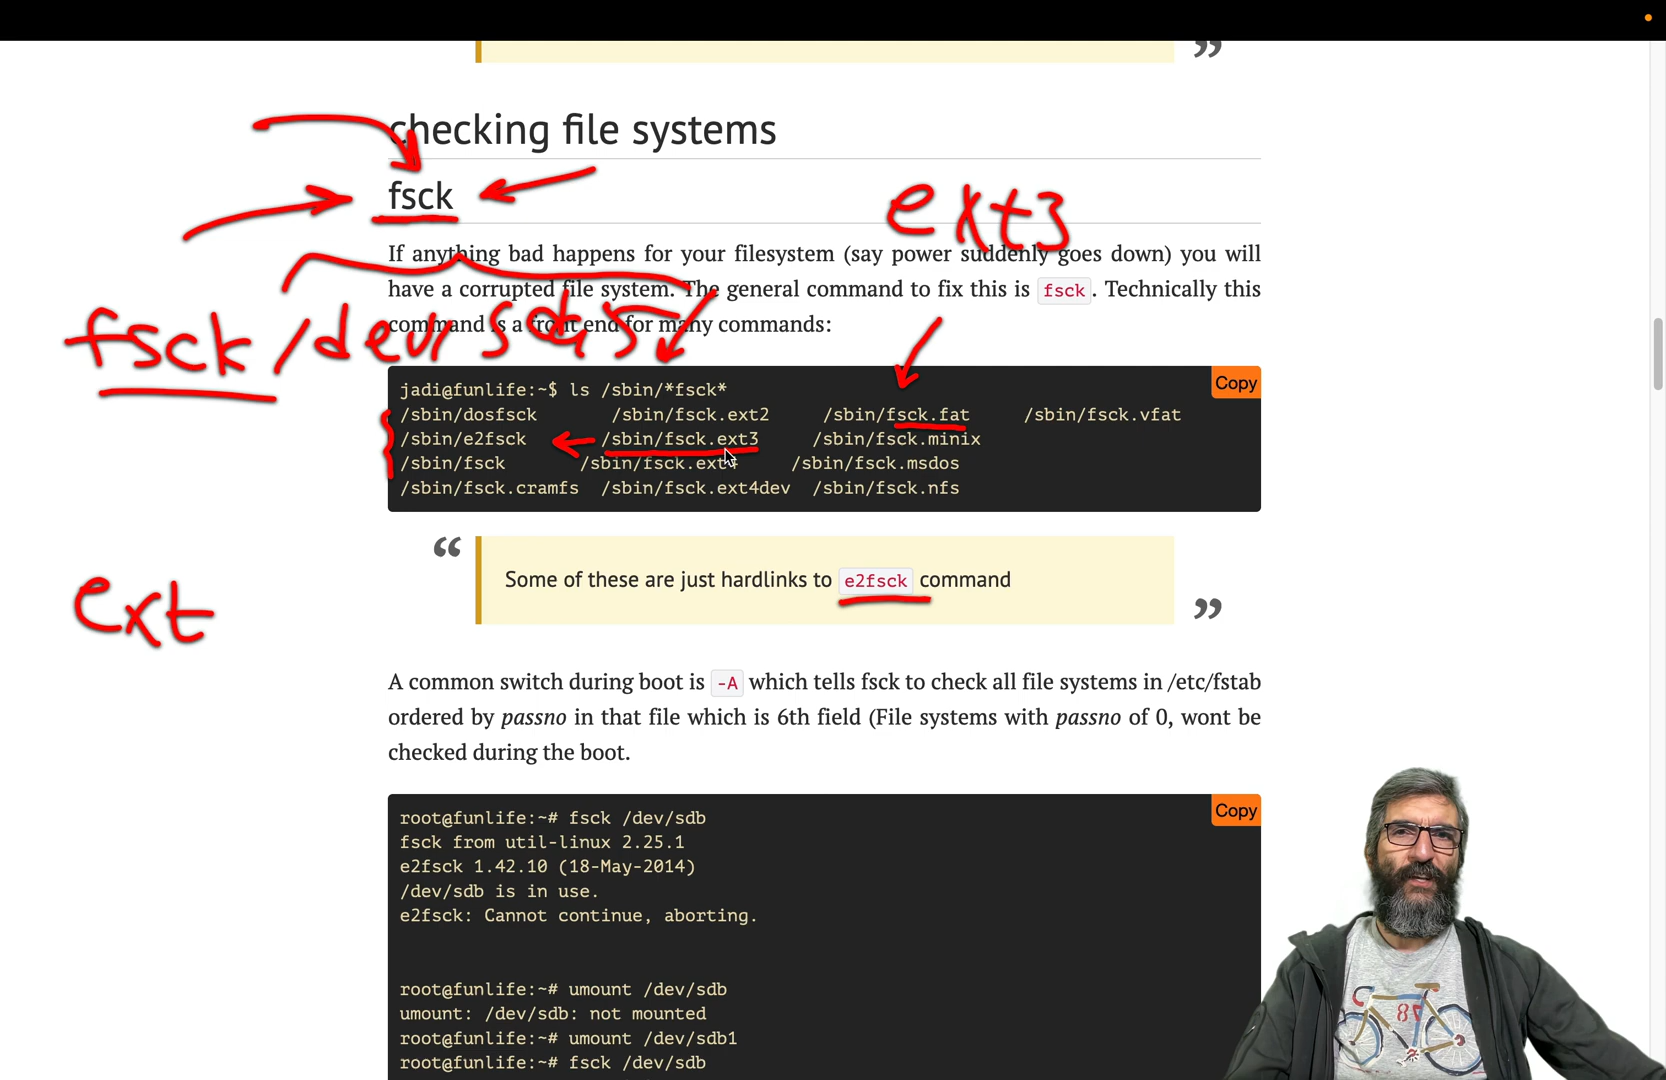 checking file systems
fsck
ext3
If anything bad happens for your filesystem (say power suddenly goes down) you will
have a corrupted file system. The general command to fix this is fsck. Technically this
command is a front end for many commands:
fsck /dev/sda5
jadi@funlife:~$ ls /sbin/*fsck*
Copy
/sbin/dosfsck /sbin/fsck.ext2 /sbin/fsck.fat /sbin/fsck.vfat
/sbin/e2fsck /sbin/fsck.ext3 /sbin/fsck.minix
/sbin/fsck /sbin/fsck.ext4 /sbin/fsck.msdos
/sbin/fsck.cramfs /sbin/fsck.ext4dev /sbin/fsck.nfs
“
Some of these are just hardlinks to e2fsck command
”
ext
A common switch during boot is -A which tells fsck to check all file systems in /etc/fstab
ordered by passno in that file which is 6th field (File systems with passno of 0, wont be
checked during the boot.
Copy
root@funlife:~# fsck /dev/sdb
fsck from util-linux 2.25.1
e2fsck 1.42.10 (18-May-2014)
/dev/sdb is in use.
e2fsck: Cannot continue, aborting.
root@funlife:~# umount /dev/sdb
umount: /dev/sdb: not mounted
root@funlife:~# umount /dev/sdb1
root@funlife:~# fsck /dev/sdb